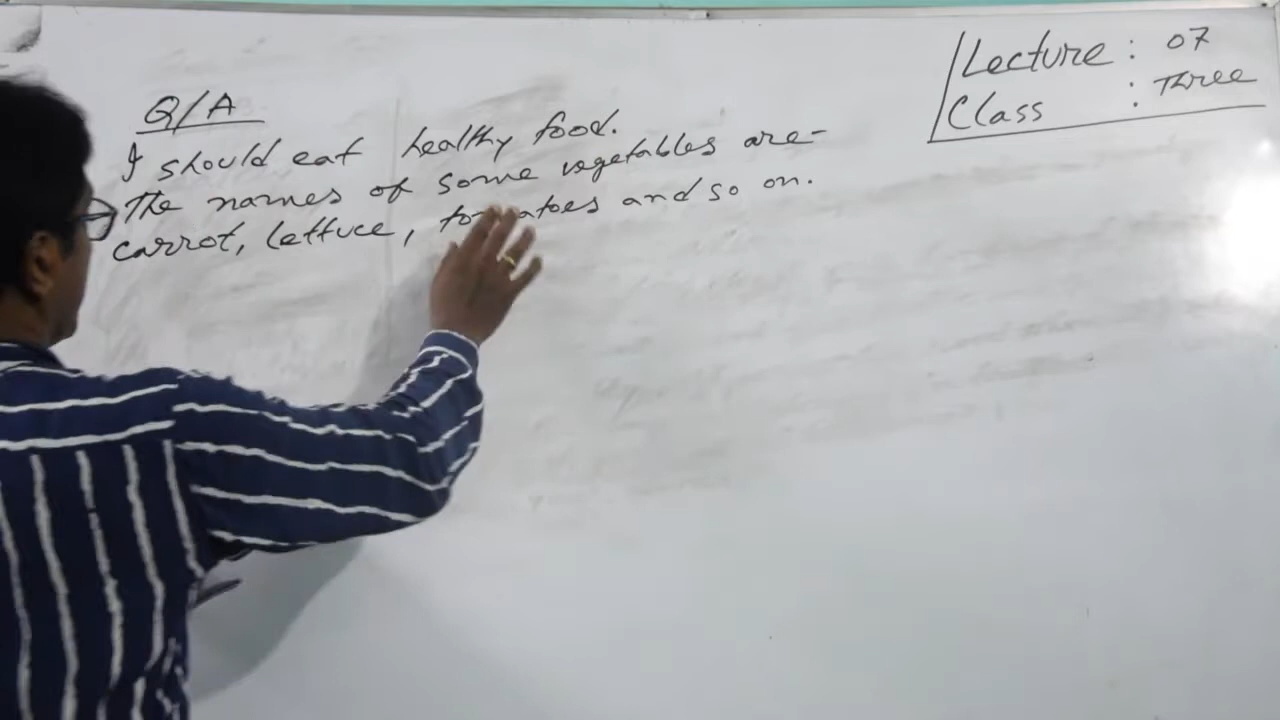 Lecture : 07
Class : Three
Q/A
I should eat healthy food.
The names of some vegetables are-
carrot, lettuce, tomatoes and so on.